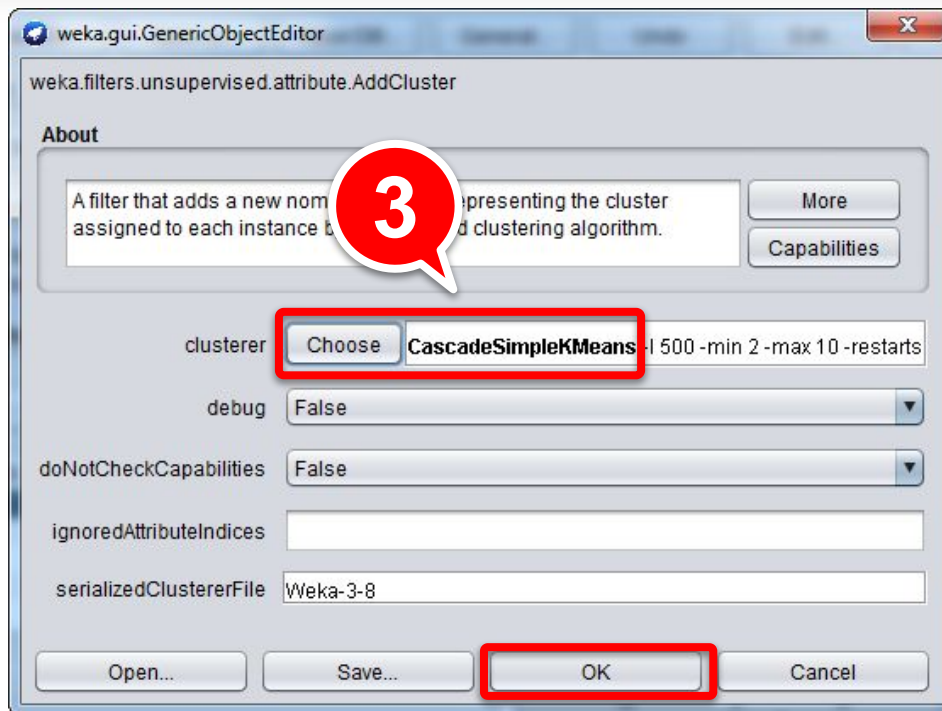 weka.gui.GenericObjectEditor
weka.filters.unsupervised.attribute.AddCluster
About
A filter that adds a new nom epresenting the cluster
assigned to each instance b d clustering algorithm.
More
Capabilities
3
clusterer Choose CascadeSimpleKMeans -I 500 -min 2 -max 10 -restarts
debug False
doNotCheckCapabilities False
ignoredAttributeIndices
serializedClustererFile Weka-3-8
Open... Save... OK Cancel